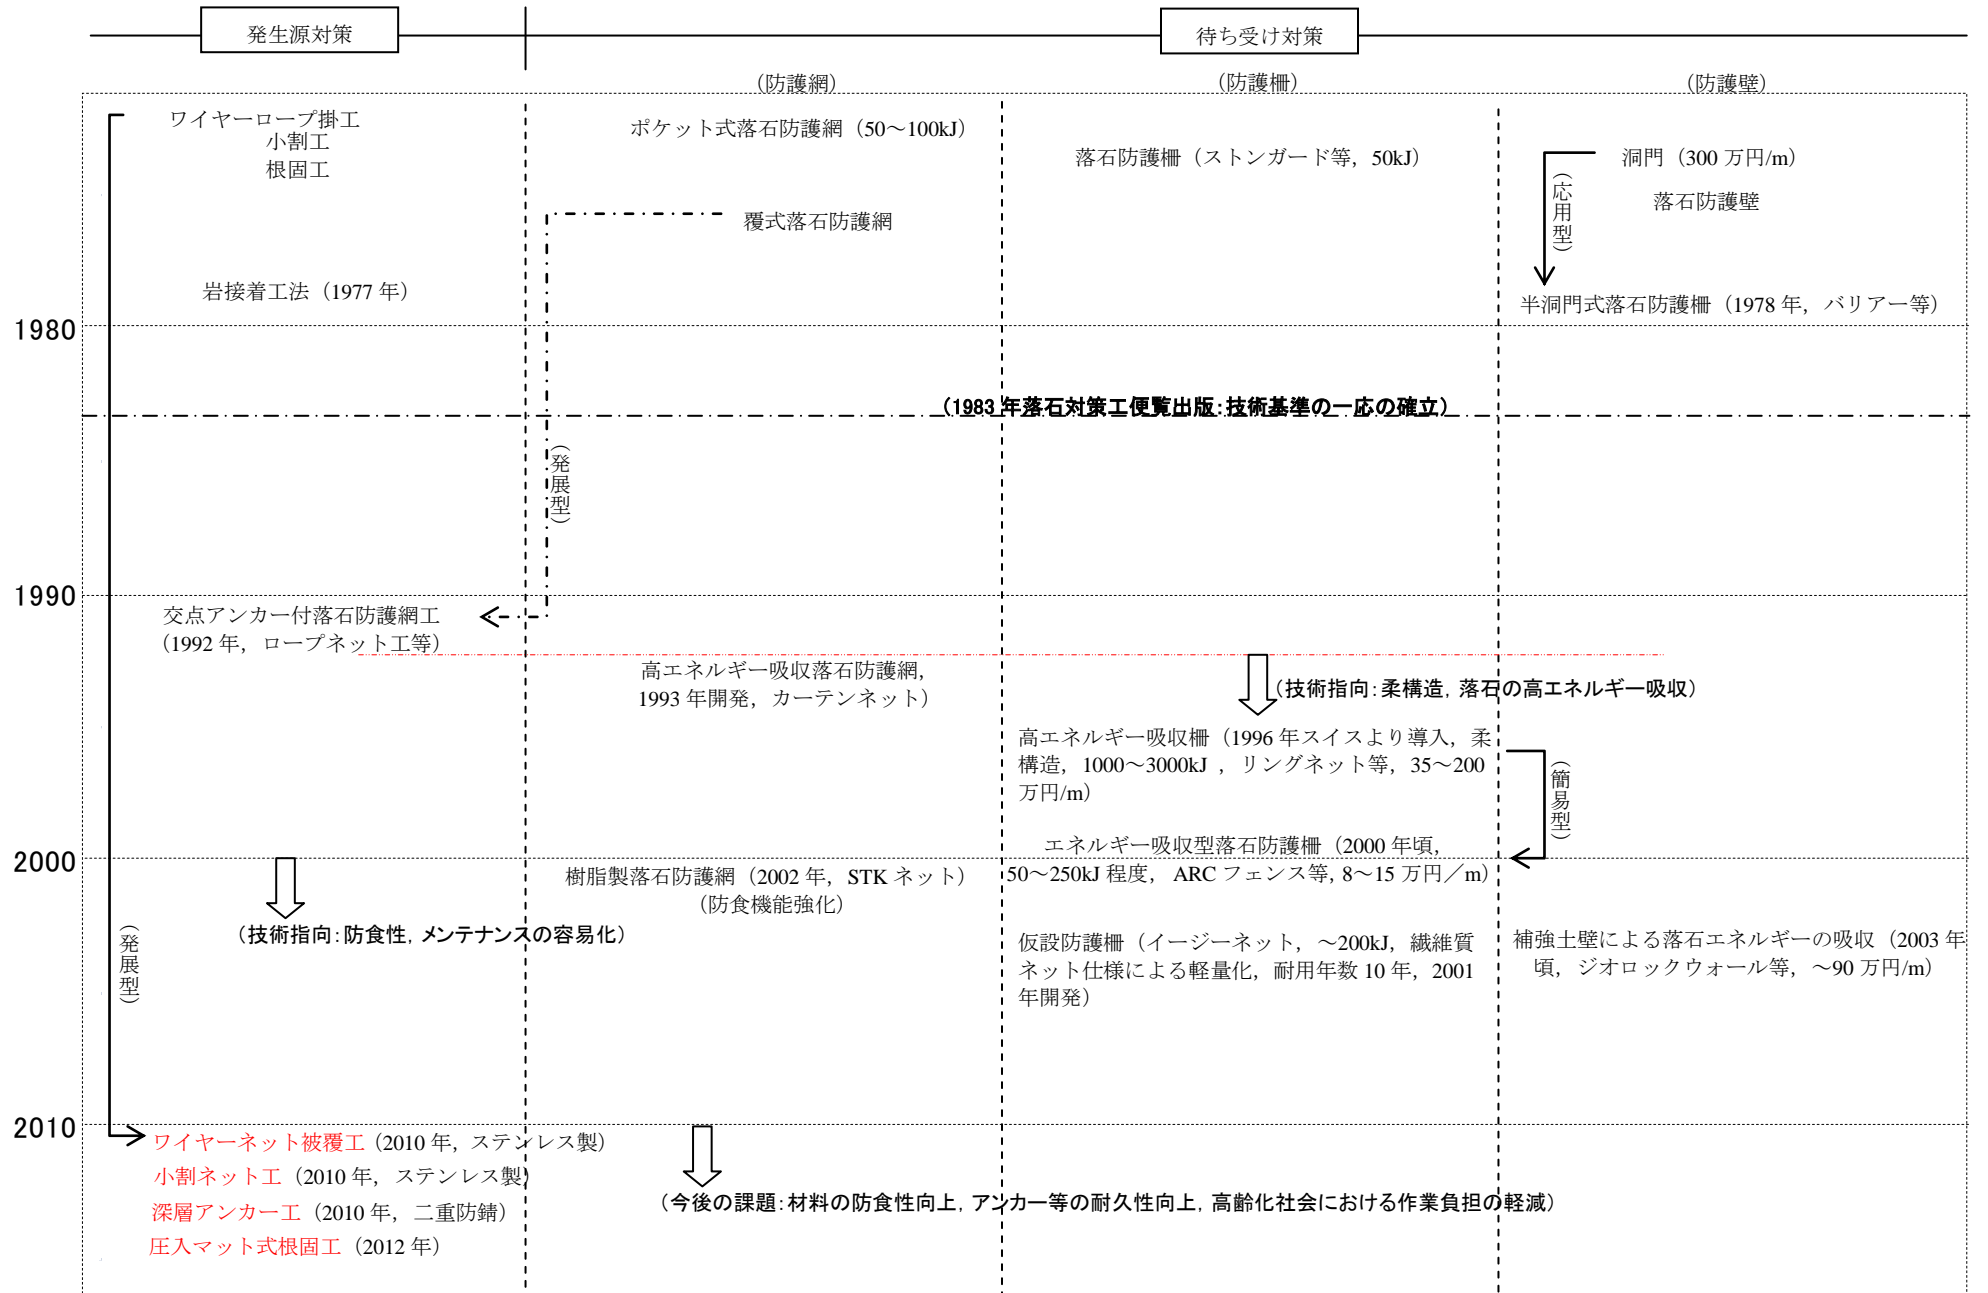 発生源対策
待ち受け対策
（防護網）
（防護柵）
（防護壁）
ワイヤーロープ掛工
小割工
根固工
ポケット式落石防護網（50～100kJ）
落石防護柵（ストンガード等，50kJ）
洞門（300 万円/m）
落石防護壁
（応用型）
覆式落石防護網
岩接着工法（1977 年）
半洞門式落石防護柵（1978 年，バリアー等）
1980
（1983 年落石対策工便覧出版：技術基準の一応の確立）
（発展型）
1990
交点アンカー付落石防護網工
（1992 年，ロープネット工等）
高エネルギー吸収落石防護網，
1993 年開発，カーテンネット）
（技術指向：柔構造，落石の高エネルギー吸収）
高エネルギー吸収柵（1996 年スイスより導入，柔
構造，1000～3000kJ ，リングネット等，35～200
万円/m）
（簡易型）
エネルギー吸収型落石防護柵（2000 年頃，
50～250kJ 程度， ARC フェンス等，8～15 万円／m）
2000
樹脂製落石防護網（2002 年，STK ネット）
（防食機能強化）
（技術指向：防食性，メンテナンスの容易化）
（発展型）
仮設防護柵（イージーネット，～200kJ，繊維質
ネット仕様による軽量化，耐用年数 10 年，2001
年開発）
補強土壁による落石エネルギーの吸収（2003 年
頃，ジオロックウォール等，～90 万円/m）
2010
ワイヤーネット被覆工（2010 年，ステンレス製）
小割ネット工（2010 年，ステンレス製）
深層アンカー工（2010 年，二重防錆）
圧入マット式根固工（2012 年）
（今後の課題：材料の防食性向上，アンカー等の耐久性向上，高齢化社会における作業負担の軽減）